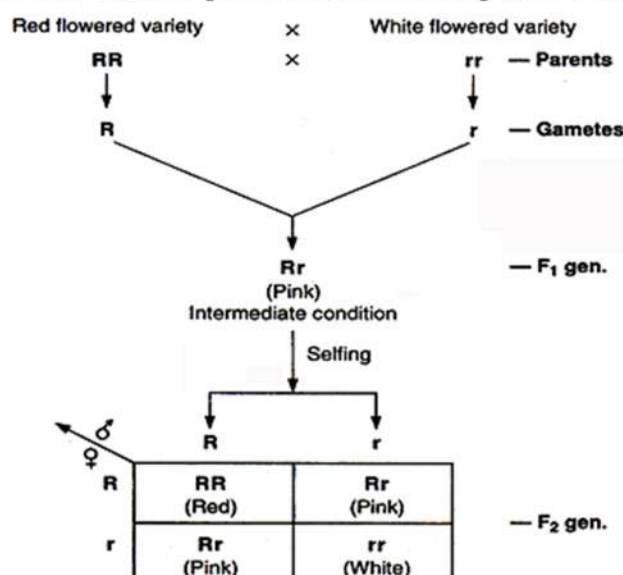 Red flowered variety × White flowered variety
RR × rr — Parents
R r — Gametes
Rr — F₁ gen.
(Pink)
Intermediate condition
Selfing
R r
♂
♀
R RR Rr
(Red) (Pink)
— F₂ gen.
r Rr rr
(Pink) (White)